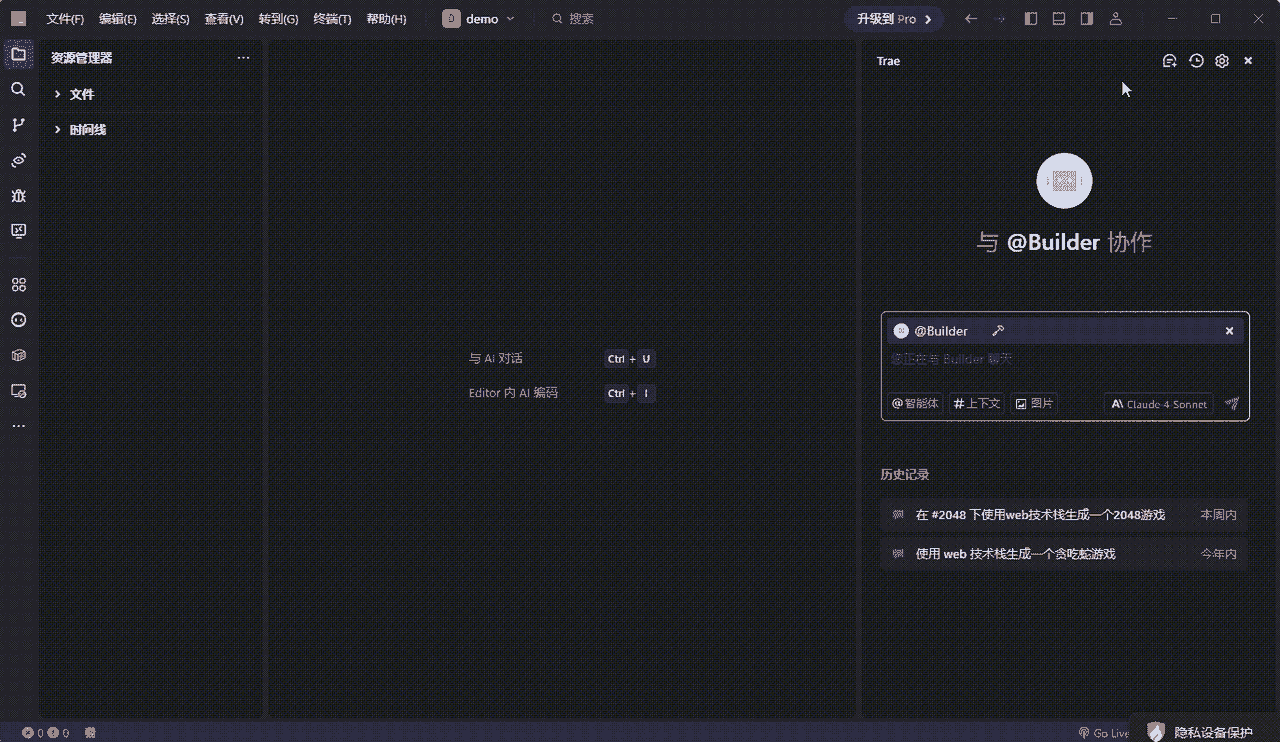 文件(F) 编辑(E) 选择(S) 查看(V) 转到(G) 终端(T) 帮助(H) D demo 搜索 升级到 Pro
资源管理器
文件
时间线
与 AI 对话 Ctrl + U
Editor 内 AI 编码 Ctrl + I
Trae
与 @Builder 协作
@Builder
您正在与 Builder 聊天
@智能体 #上下文 图片 Claude-4-Sonnet
历史记录
在 #2048 下使用web技术栈生成一个2048游戏 本周内
使用 web 技术栈生成一个贪吃蛇游戏 今年内
0 0 Go Live 隐私设备保护